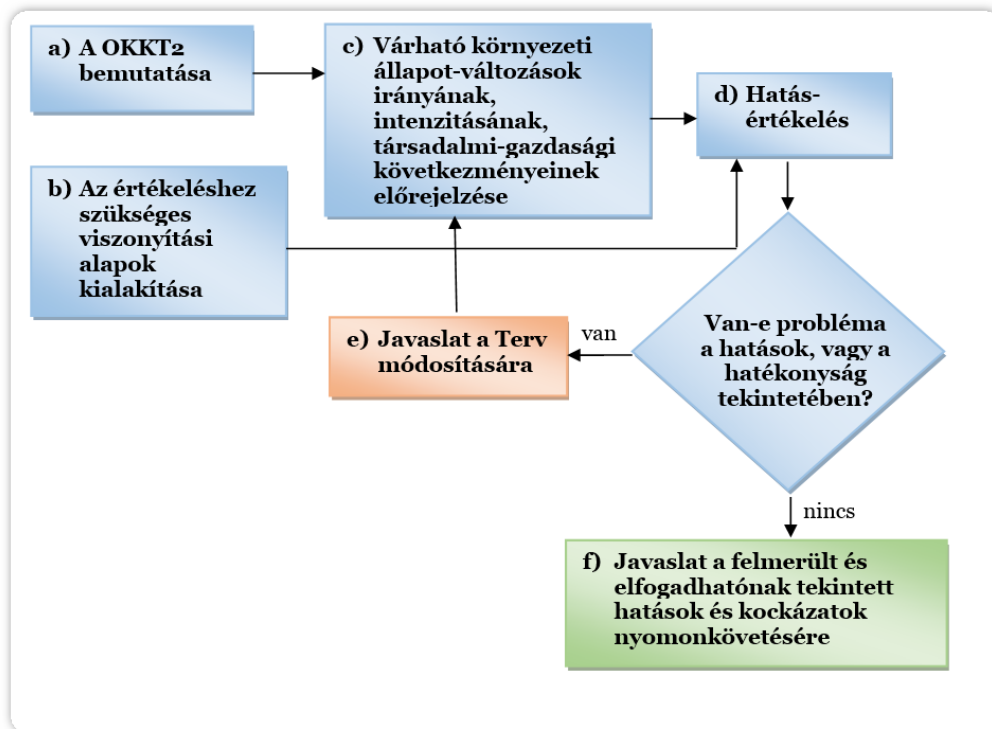 a) A OKKT2
bemutatása
c) Várható környezeti
állapot-változások
irányának,
intenzitásának,
társadalmi-gazdasági
következményeinek
előrejelzése
d) Hatás-
értékelés
b) Az értékeléshez
szükséges
viszonyítási
alapok
kialakítása
e) Javaslat a Terv
módosítására
van
Van-e probléma
a hatások, vagy a
hatékonyság
tekintetében?
nincs
f) Javaslat a felmerült és
elfogadhatónak tekintett
hatások és kockázatok
nyomonkövetésére